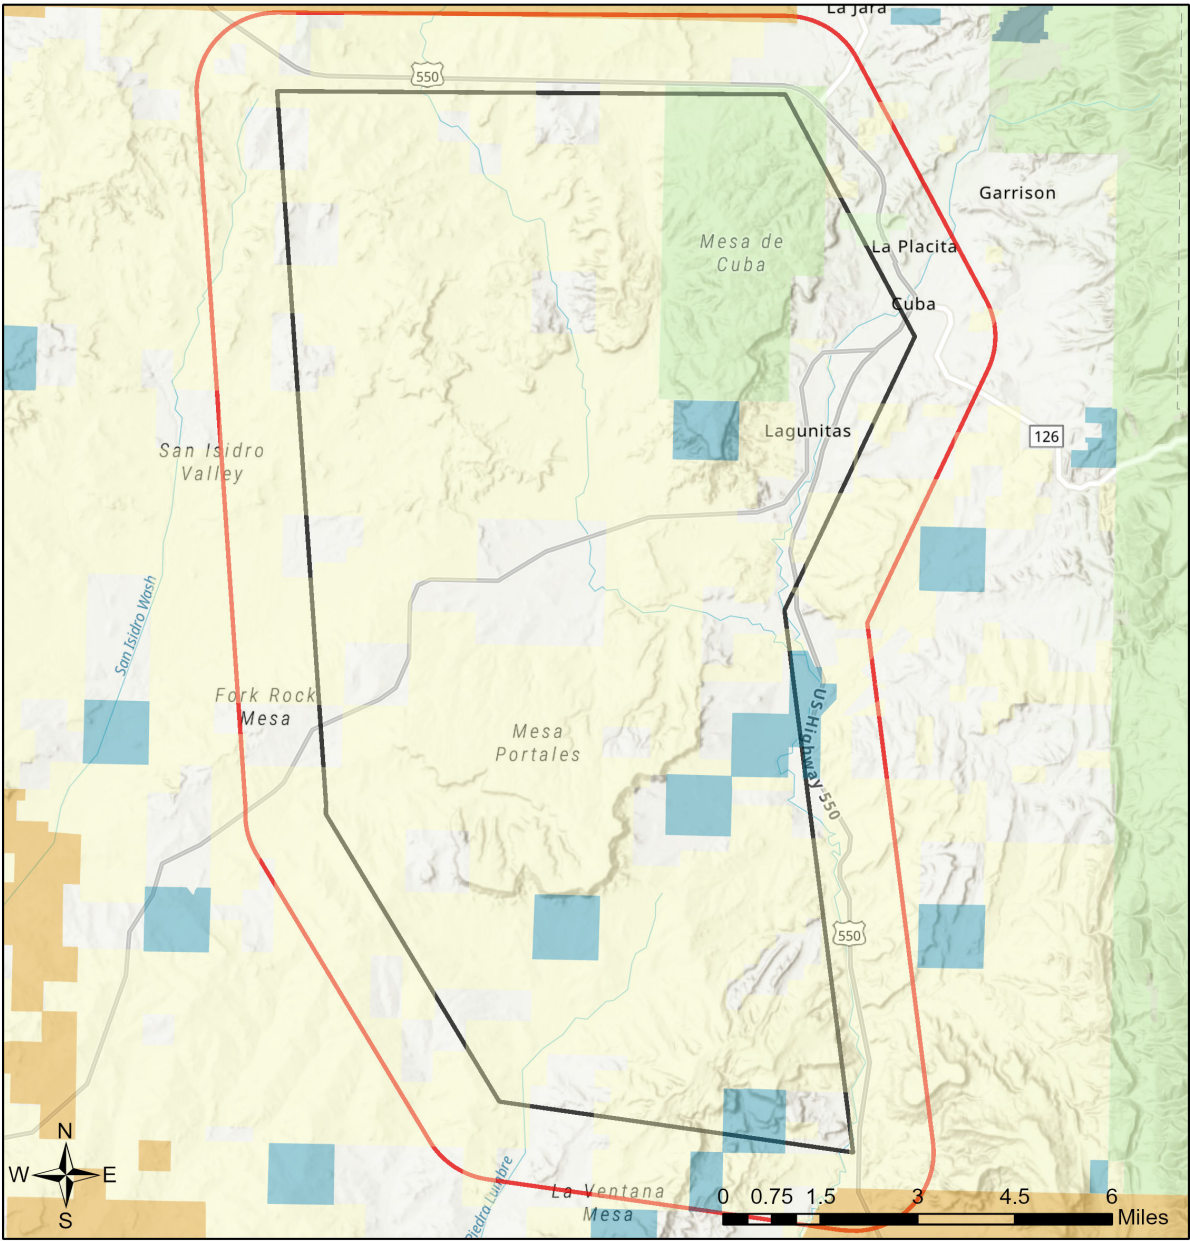 La Jara
550
Garrison
Mesa de
Cuba
La Placita
Cuba
Lagunitas
126
San Isidro
Valley
San Isidro Wash
Fork Rock
Mesa
Mesa
Portales
US Highway 550
550
N
W E
S
Piedra Lumbre
La Ventana
Mesa
0 0.75 1.5 3 4.5 6
Miles